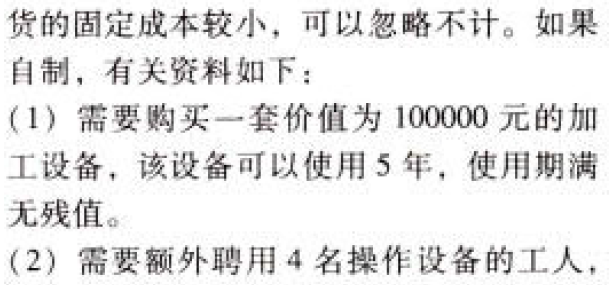 货的固定成本较小，可以忽略不计。如果
自制，有关资料如下：
(1) 需要购买一套价值为 100000 元的加
工设备，该设备可以使用 5 年，使用期满
无残值。
(2) 需要额外聘用 4 名操作设备的工人，